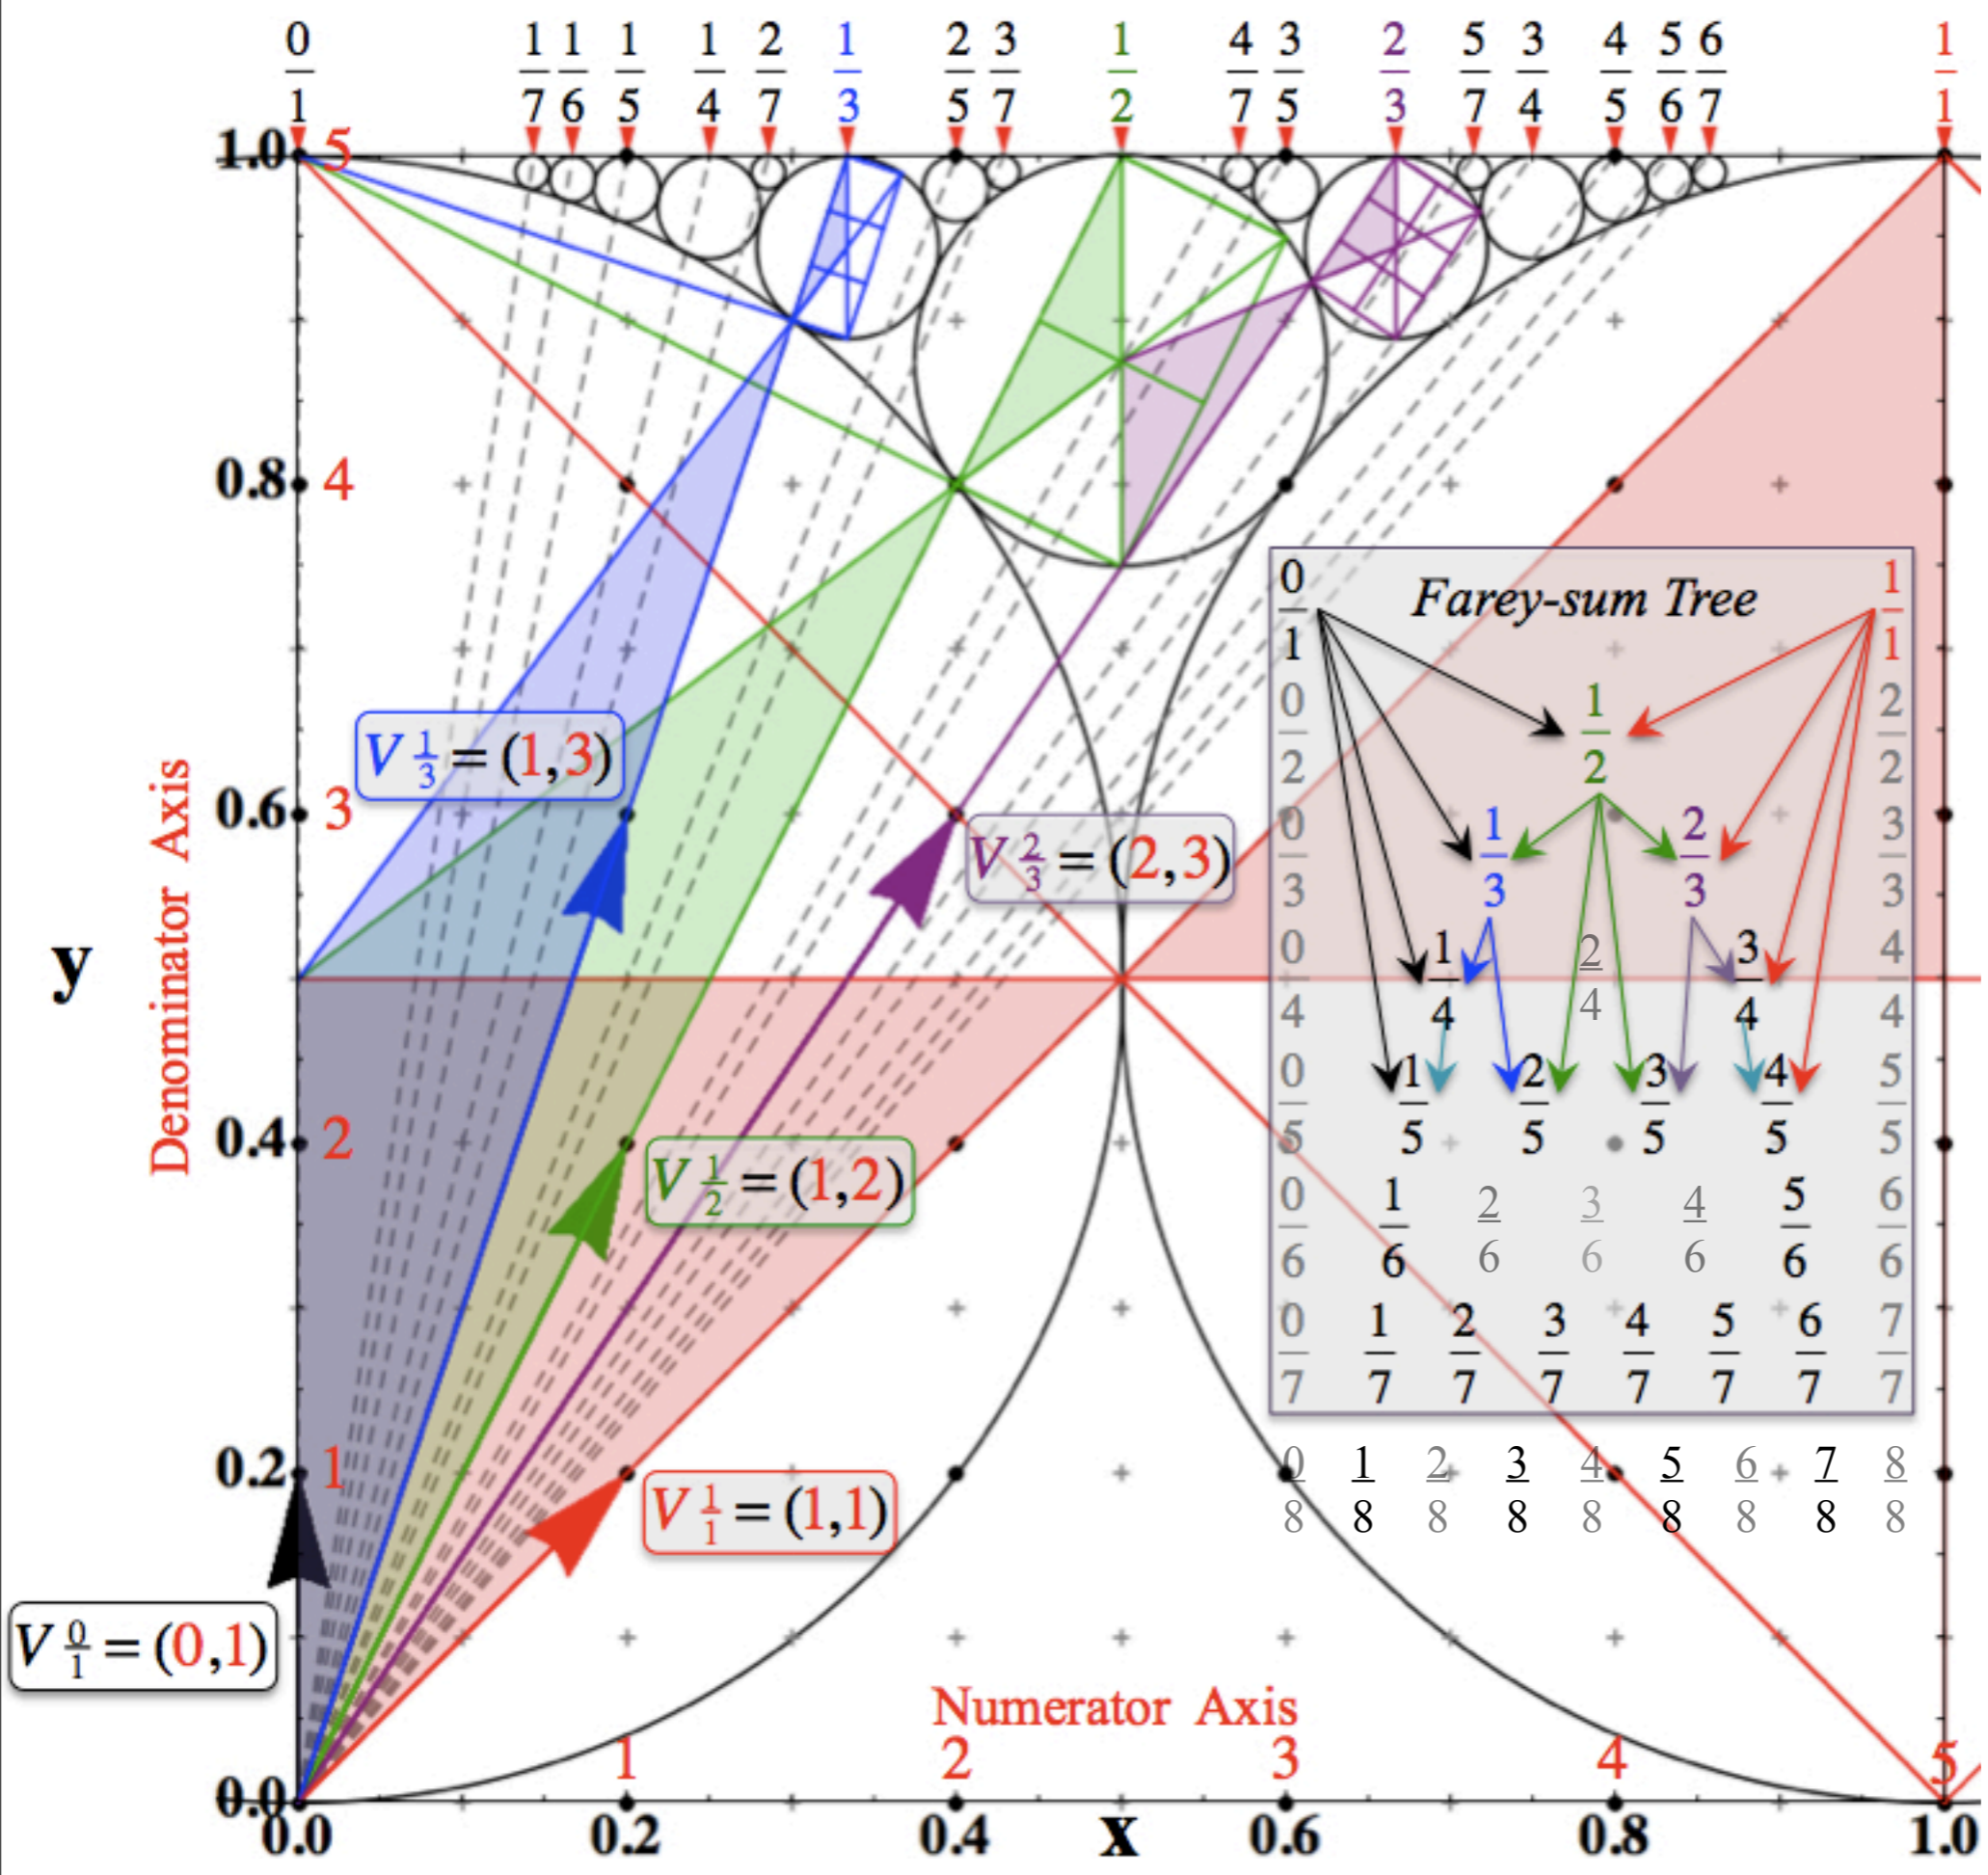 0/1 1/7 1/6 1/5 1/4 2/7 1/3 2/5 3/7 1/2 4/7 3/5 2/3 5/7 3/4 4/5 5/6 6/7 1/1
1.0 5
0.8 4
0/1 Farey-sum Tree 1/1
0/2 1/2 2/2
V 1/3 = (1,3)
0.6 3
V 2/3 = (2,3)
0/3 1/3 2/3 3/3
y
Denominator Axis
0/4 1/4 2/4 3/4 4/4
0.4 2
0/5 1/5 2/5 3/5 4/5 5/5
V 1/2 = (1,2)
0/6 1/6 2/6 3/6 4/6 5/6 6/6
0/7 1/7 2/7 3/7 4/7 5/7 6/7 7/7
0.2 1
0/8 1/8 2/8 3/8 4/8 5/8 6/8 7/8 8/8
V 1/1 = (1,1)
V 0/1 = (0,1)
Numerator Axis
1 2 3 4 5
0.0
0.0 0.2 0.4 x 0.6 0.8 1.0